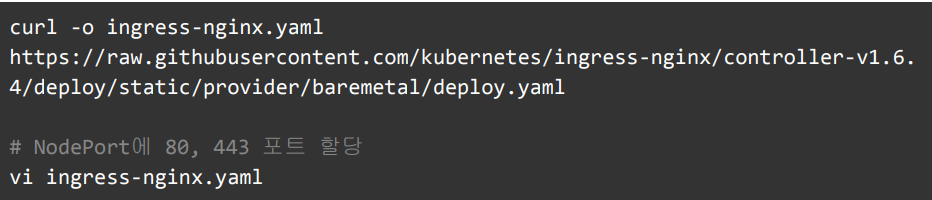 curl -o ingress-nginx.yaml
https://raw.githubusercontent.com/kubernetes/ingress-nginx/controller-v1.6.
4/deploy/static/provider/baremetal/deploy.yaml
# NodePort에 80, 443 포트 할당
vi ingress-nginx.yaml